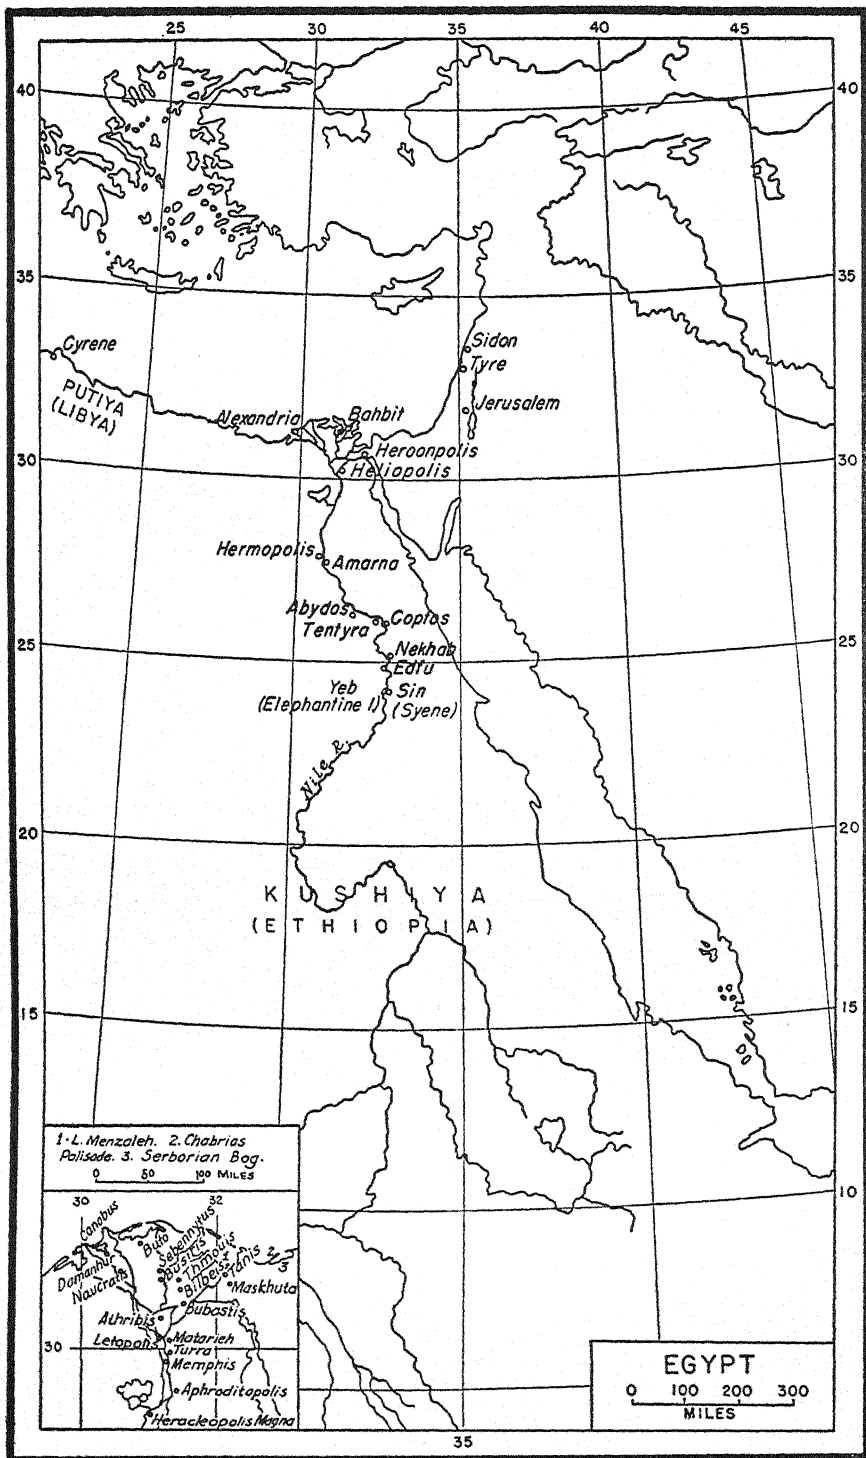 25 30 35 40 45
40 40
35 35
Cyrene
PUTIYA
(LIBYA)
Sidon
Tyre
Jerusalem
Alexandria
Bahbit
Heroonpolis
Heliopolis
30 30
Hermopolis
Amarna
Abydos
Tentyra
Coptos
25 25
Nekhab
Edfu
Yeb
(Elephantine I)
Sin
(Syene)
Nile R.
20 20
KUSHIYA
(ETHIOPIA)
15 15
10
1·L. Menzaleh. 2. Chabrias
Palisade. 3. Serborian Bog.
0 50 100 MILES
30 32
Canobus
Damanhur
Naucratis
Buto
Sebennytus
Busiris
Thmouis
Bilbeis
1
Tanis
2
3
Maskhuta
Bubastis
Athribis
Letopolis
30
Matarieh
Turra
Memphis
Aphroditopolis
Heracleopolis Magna
EGYPT
0 100 200 300
MILES
35